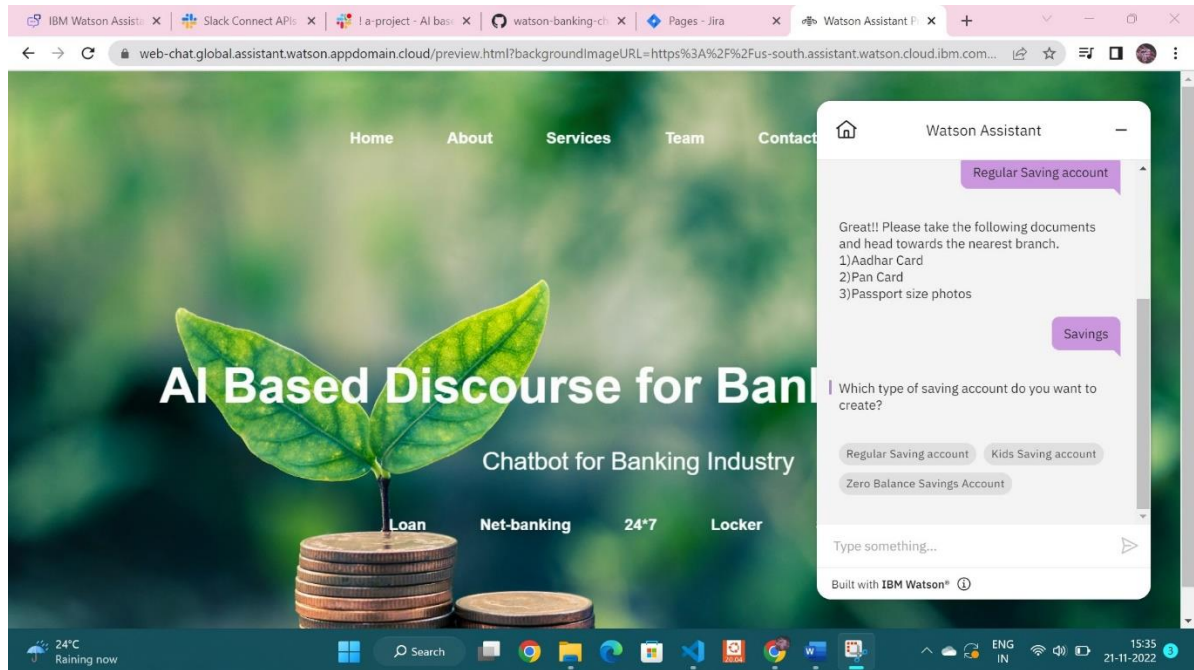 IBM Watson Assista
Slack Connect APIs
! a-project - AI base
watson-banking-ch
Pages - Jira
Watson Assistant P
web-chat.global.assistant.watson.appdomain.cloud/preview.html?backgroundImageURL=https%3A%2F%2Fus-south.assistant.watson.cloud.ibm.com...
Home About Services Team Contact
AI Based Discourse for Bank
Chatbot for Banking Industry
Loan Net-banking 24*7 Locker
Watson Assistant
Regular Saving account
Great!! Please take the following documents
and head towards the nearest branch.
1)Aadhar Card
2)Pan Card
3)Passport size photos
Savings
Which type of saving account do you want to
create?
Regular Saving account Kids Saving account
Zero Balance Savings Account
Type something...
Built with IBM Watson®
24°C
Raining now
Search
20.04
ENG
IN
15:35
21-11-2022
3